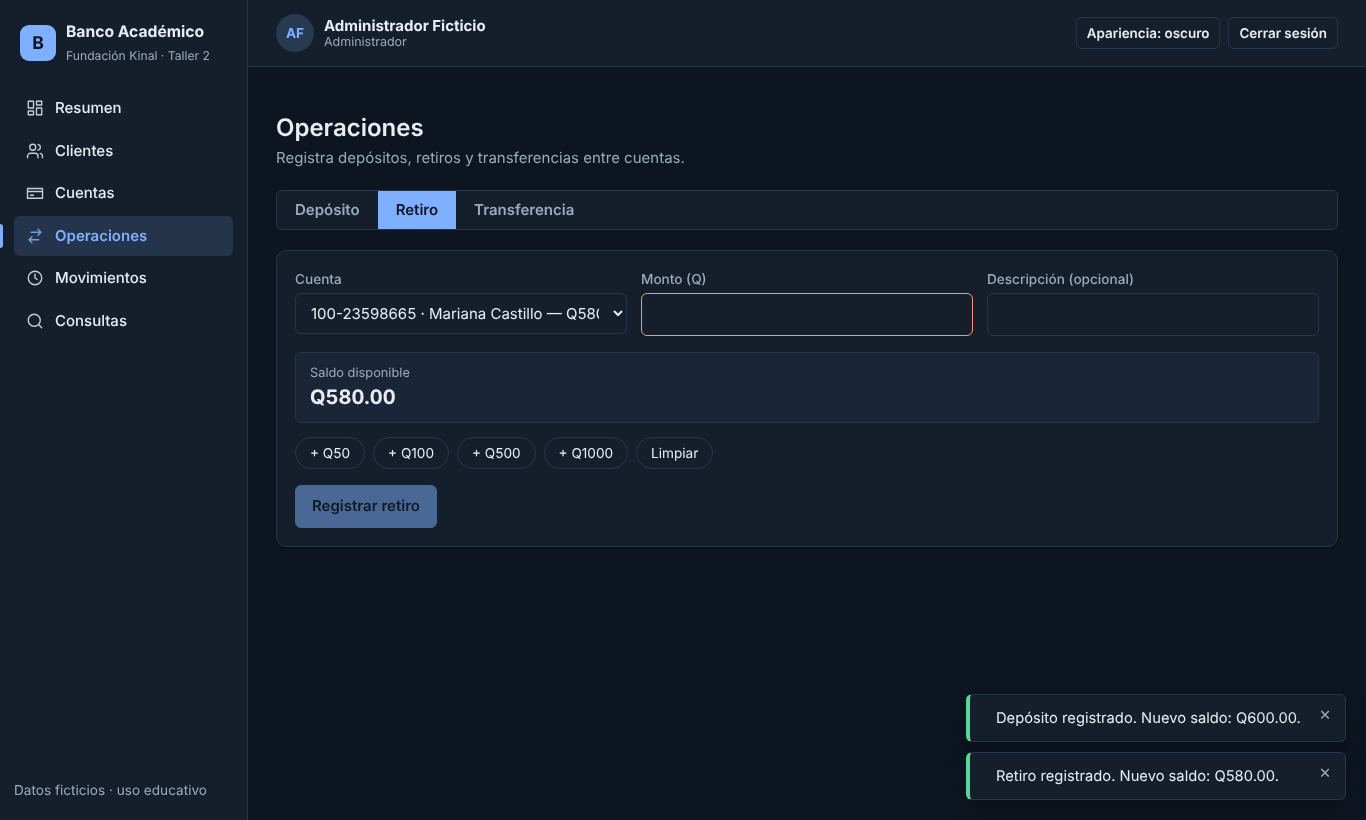 B
Banco Académico
Fundación Kinal · Taller 2
Resumen
Clientes
Cuentas
Operaciones
Movimientos
Consultas
Datos ficticios · uso educativo
AF
Administrador Ficticio
Administrador
Apariencia: oscuro
Cerrar sesión
Operaciones
Registra depósitos, retiros y transferencias entre cuentas.
Depósito Retiro Transferencia
Cuenta
100-23598665 · Mariana Castillo — Q580
Monto (Q)
Descripción (opcional)
Saldo disponible
Q580.00
+ Q50 + Q100 + Q500 + Q1000 Limpiar
Registrar retiro
Depósito registrado. Nuevo saldo: Q600.00.
Retiro registrado. Nuevo saldo: Q580.00.